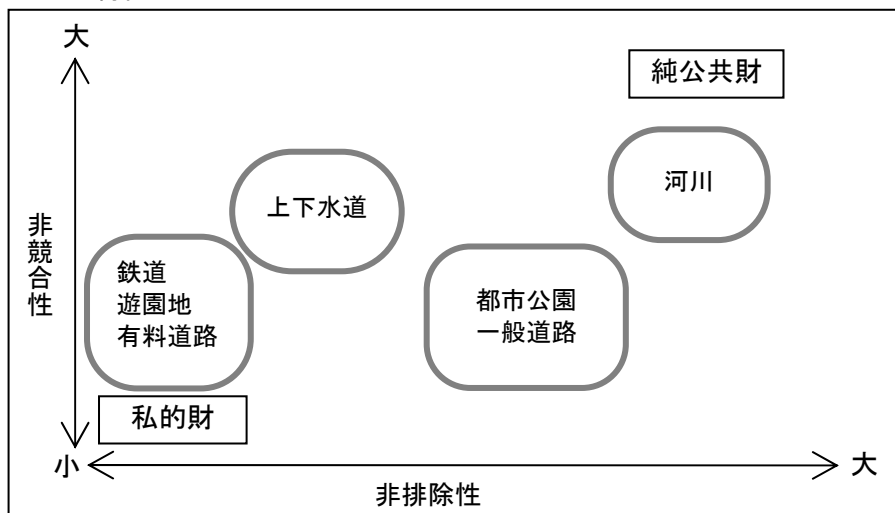 大
純公共財
河川
上下水道
非競合性
鉄道
遊園地
有料道路
都市公園
一般道路
私的財
小
大
非排除性